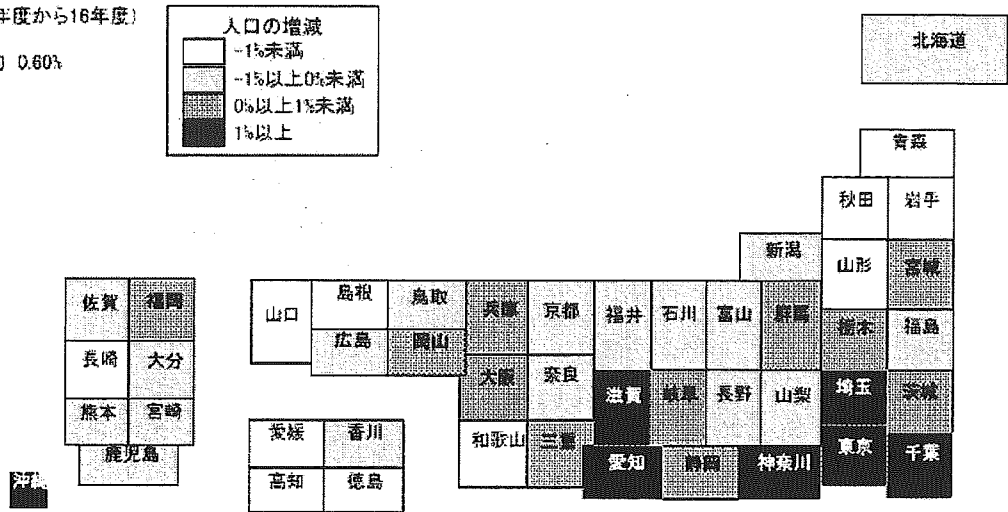 年度から16年度)
0.60%
人口の増減
-1%未満
-1%以上0%未満
0%以上1%未満
1%以上
北海道
青森
秋田 岩手
新潟
山形 宮城
佐賀 福岡
山口 島根 鳥取 兵庫 京都 福井 石川 富山 群馬 栃木 福島
広島 岡山
長崎 大分
大阪 奈良 滋賀 岐阜 長野 山梨 埼玉 茨城
熊本 宮崎
愛媛 香川
和歌山 三重
愛知 静岡 神奈川 東京 千葉
鹿児島
高知 徳島
沖縄